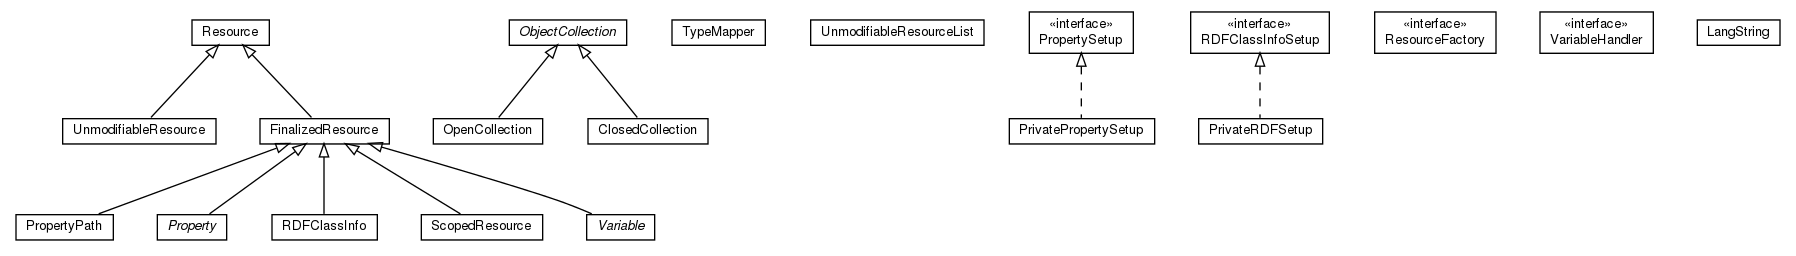 Resource
ObjectCollection
TypeMapper
UnmodifiableResourceList
«interface»
PropertySetup
«interface»
RDFClassInfoSetup
«interface»
ResourceFactory
«interface»
VariableHandler
LangString
UnmodifiableResource
FinalizedResource
OpenCollection
ClosedCollection
PrivatePropertySetup
PrivateRDFSetup
PropertyPath
Property
RDFClassInfo
ScopedResource
Variable